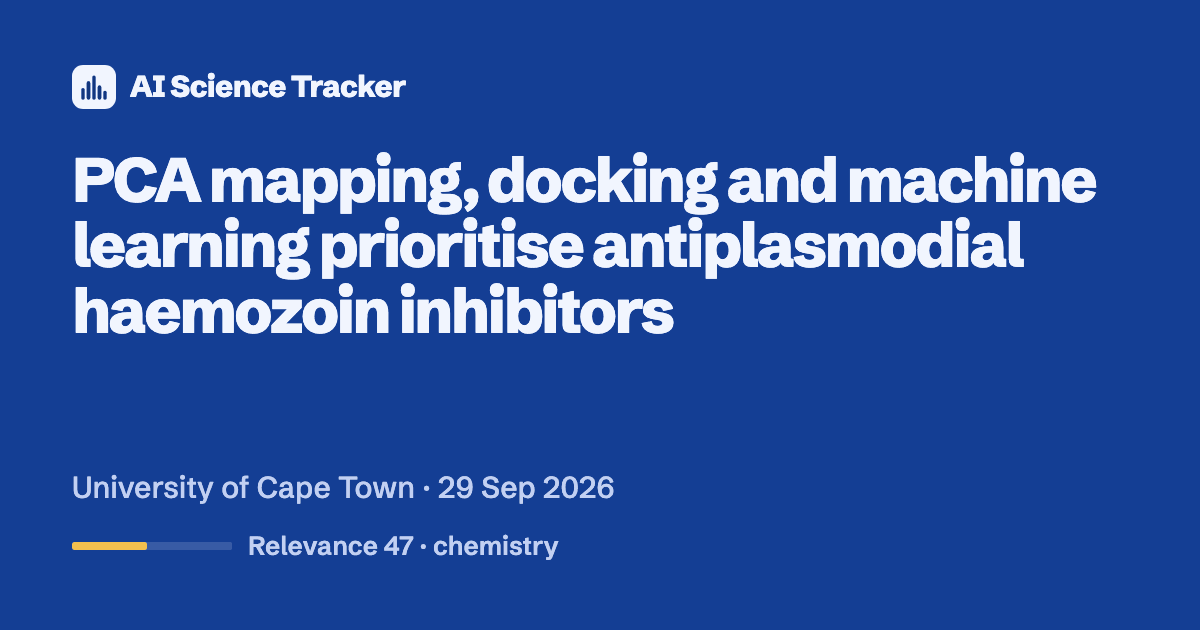 AI Science Tracker
PCA mapping, docking and machine
learning prioritise antiplasmodial
haemozoin inhibitors
University of Cape Town · 29 Sep 2026
Relevance 47 · chemistry